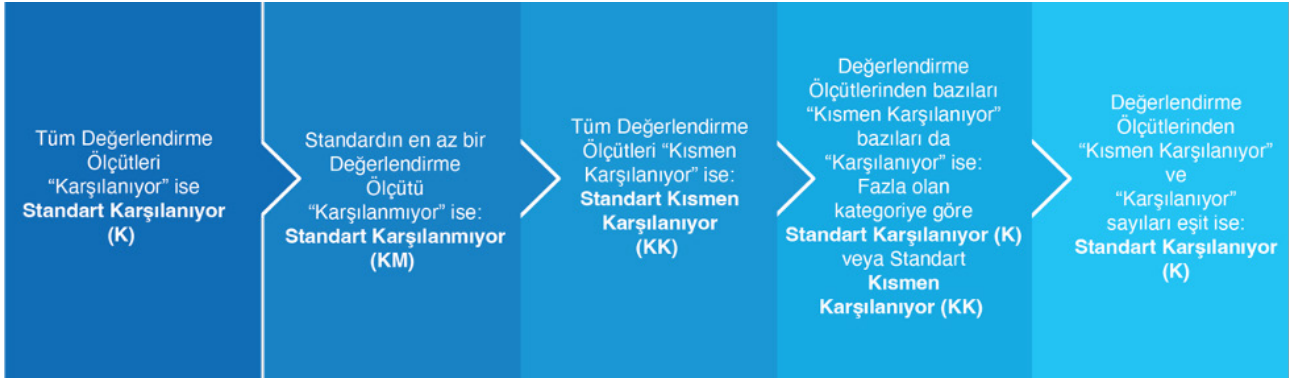 Tüm Değerlendirme
Ölçütleri
“Karşılanıyor” ise
Standart Karşılanıyor
(K)
Standardın en az bir
Değerlendirme
Ölçütü
“Karşılanmıyor” ise:
Standart Karşılanmıyor
(KM)
Tüm Değerlendirme
Ölçütleri “Kısmen
Karşılanıyor” ise:
Standart Kısmen
Karşılanıyor
(KK)
Değerlendirme
Ölçütlerinden bazıları
“Kısmen Karşılanıyor”
bazıları da
“Karşılanıyor” ise:
Fazla olan
kategoriye göre
Standart Karşılanıyor (K)
veya Standart
Kısmen
Karşılanıyor (KK)
Değerlendirme
Ölçütlerinden
“Kısmen Karşılanıyor”
ve
“Karşılanıyor”
sayıları eşit ise:
Standart Karşılanıyor
(K)